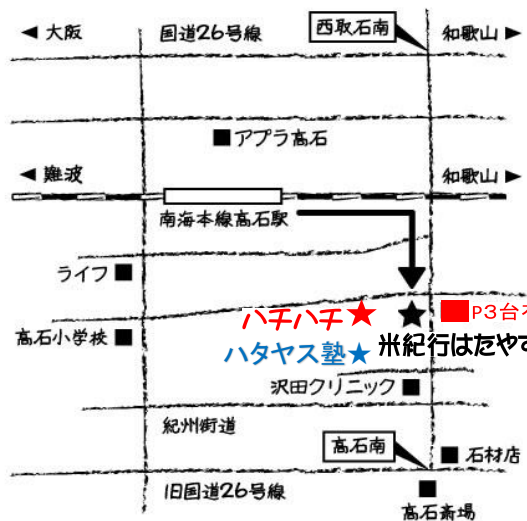 ◀ 大阪
国道26号線
西取石南
和歌山 ▶
アプラ高石
◀ 難波
和歌山 ▶
南海本線高石駅
ライフ
ハチハチ
P3台
高石小学校
ハタヤス塾
米紀行はたやす
沢田クリニック
紀州街道
高石南
石材店
旧国道26号線
高石斎場